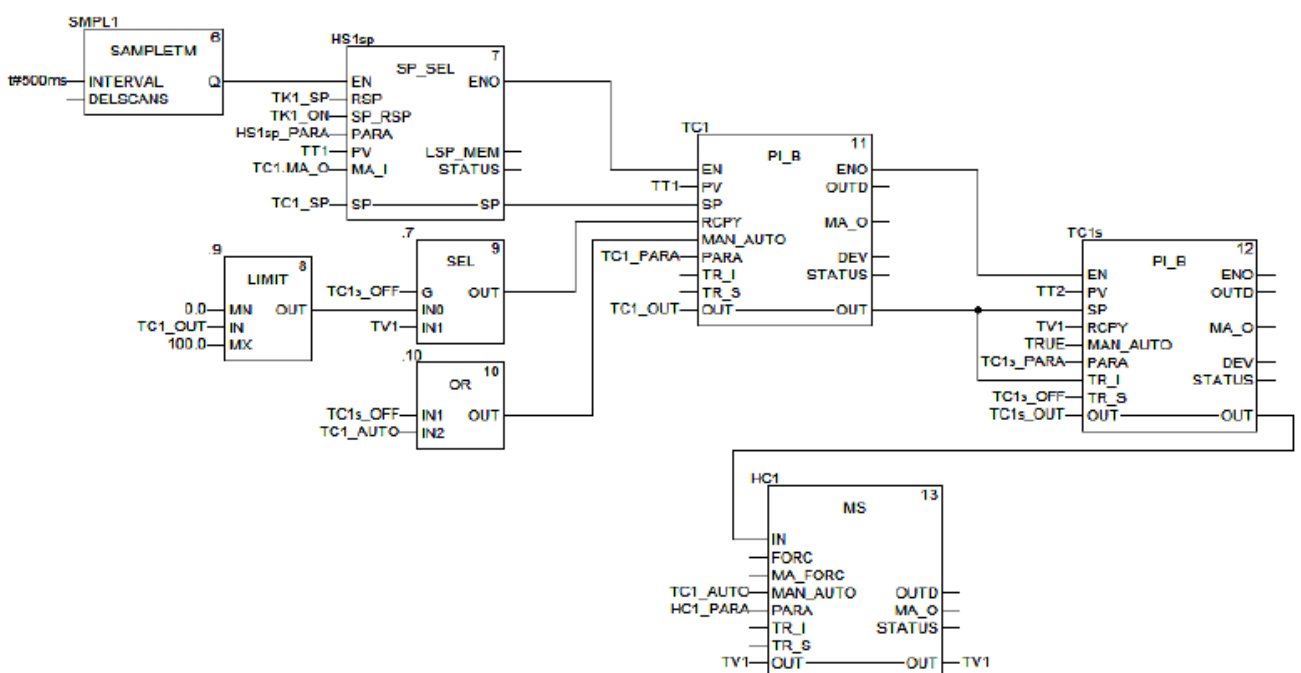 SMPL1
6
SAMPLETM
t#500ms INTERVAL Q
DELSCANS
HS1sp
7
SP_SEL
EN ENO
TK1_SP RSP
TK1_ON SP_RSP
HS1sp_PARA PARA
TT1 PV LSP_MEM
TC1.MA_O MA_I STATUS
TC1_SP SP SP
.9
8
LIMIT
0.0 MN OUT
TC1_OUT IN
100.0 MX
.7
9
SEL
TC1s_OFF G OUT
IN0
TV1 IN1
.10
10
OR
TC1s_OFF IN1 OUT
TC1_AUTO IN2
TC1
11
PI_B
EN ENO
TT1 PV OUTD
SP
RCPY MA_O
MAN_AUTO
TC1_PARA PARA DEV
TR_I STATUS
TR_S
TC1_OUT OUT OUT
TC1s
12
PI_B
EN ENO
TT2 PV OUTD
SP
TV1 RCPY MA_O
TRUE MAN_AUTO
TC1s_PARA PARA DEV
TR_I STATUS
TC1s_OFF TR_S
TC1s_OUT OUT OUT
HC1
13
MS
IN
FORC
MA_FORC
TC1_AUTO MAN_AUTO OUTD
HC1_PARA PARA MA_O
TR_I STATUS
TR_S
TV1 OUT OUT TV1